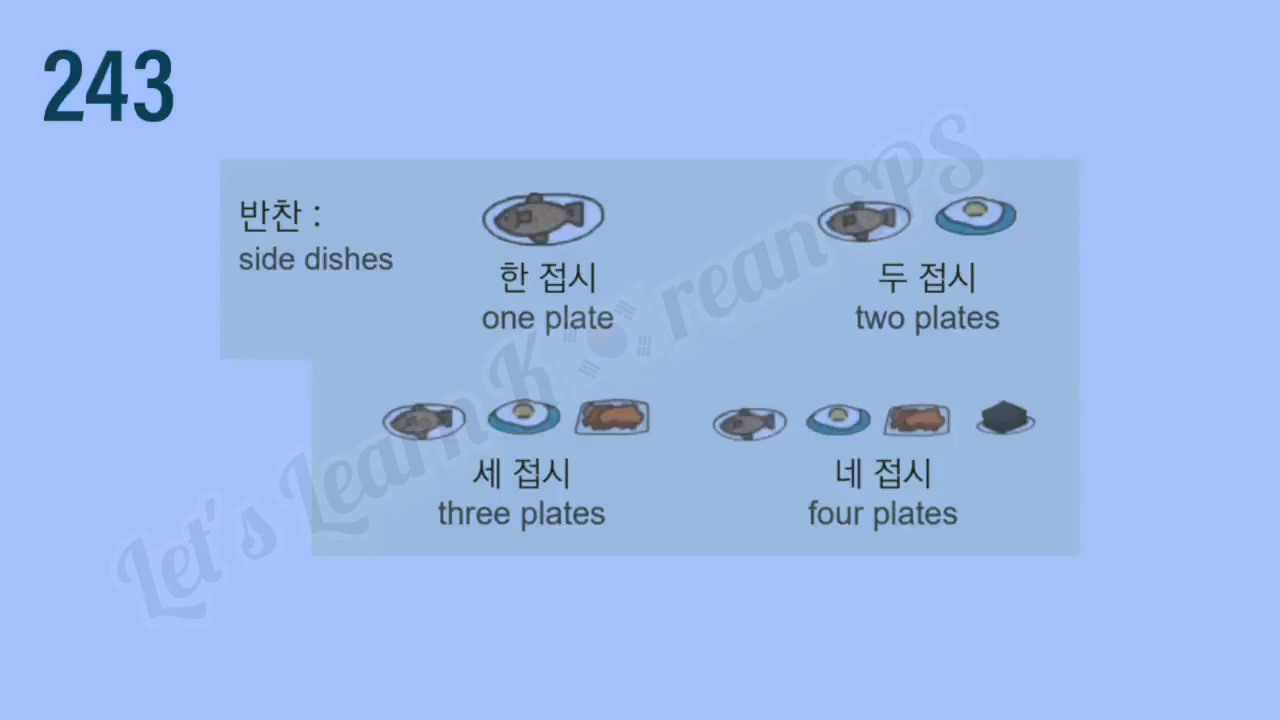 243
반찬 :
side dishes
한 접시
one plate
두 접시
two plates
세 접시
three plates
네 접시
four plates
Let's Learn Korean EPS